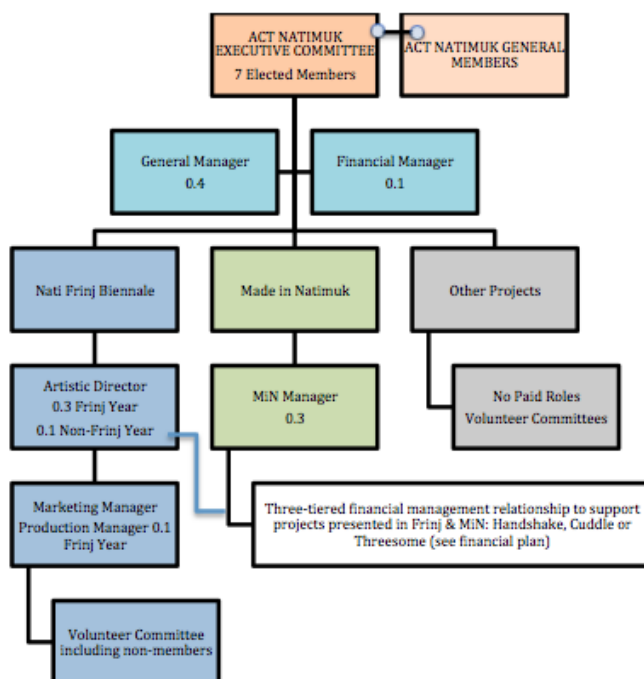 ACT NATIMUK
EXECUTIVE COMMITTEE
7 Elected Members
ACT NATIMUK GENERAL
MEMBERS
General Manager
0.4
Financial Manager
0.1
Nati Frinj Biennale
Made in Natimuk
Other Projects
Artistic Director
0.3 Frinj Year
0.1 Non-Frinj Year
MiN Manager
0.3
No Paid Roles
Volunteer Committees
Marketing Manager
Production Manager 0.1
Frinj Year
Three-tiered financial management relationship to support
projects presented in Frinj & MiN: Handshake, Cuddle or
Threesome (see financial plan)
Volunteer Committee
including non-members